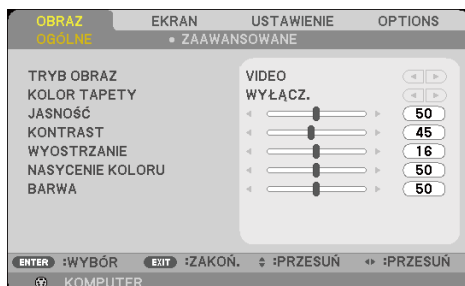 OBRAZ EKRAN USTAWIENIE OPTIONS
OGÓLNE • ZAAWANSOWANE
TRYB OBRAZ VIDEO
KOLOR TAPETY WYŁĄCZ.
JASNOŚĆ 50
KONTRAST 45
WYOSTRZANIE 16
NASYCENIE KOLORU 50
BARWA 50
ENTER :WYBÓR EXIT :ZAKOŃ. :PRZESUŃ :PRZESUŃ
KOMPUTER